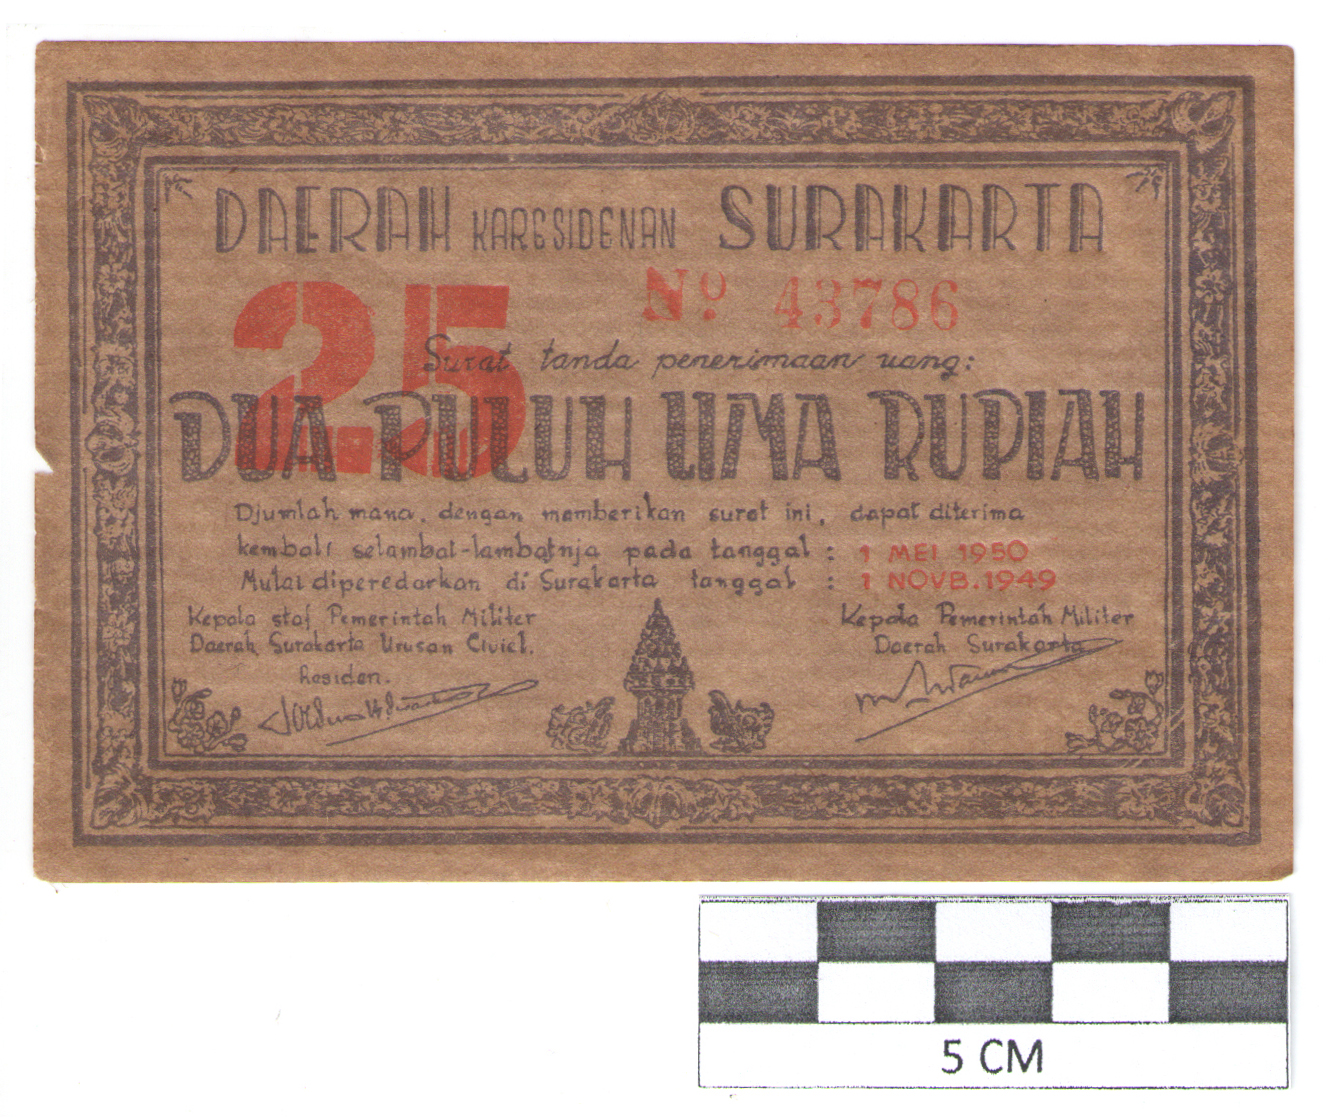 DAERAH KARESIDENAN SURAKARTA
25
No 43786
Surat tanda penerimaan uang:
DUA PULUH LIMA RUPIAH
Djumlah mana, dengan memberikan surat ini, dapat diterima
kembali selambat-lambatnja pada tanggal : 1 MEI 1950
Mulai diperedarkan di Surakarta tanggal : 1 NOVB. 1949
Kepala staf Pemerintah Militer
Daerah Surakarta Urusan Civiel.
Residen.
Kepala Pemerintah Militer
Daerah Surakarta
5 CM